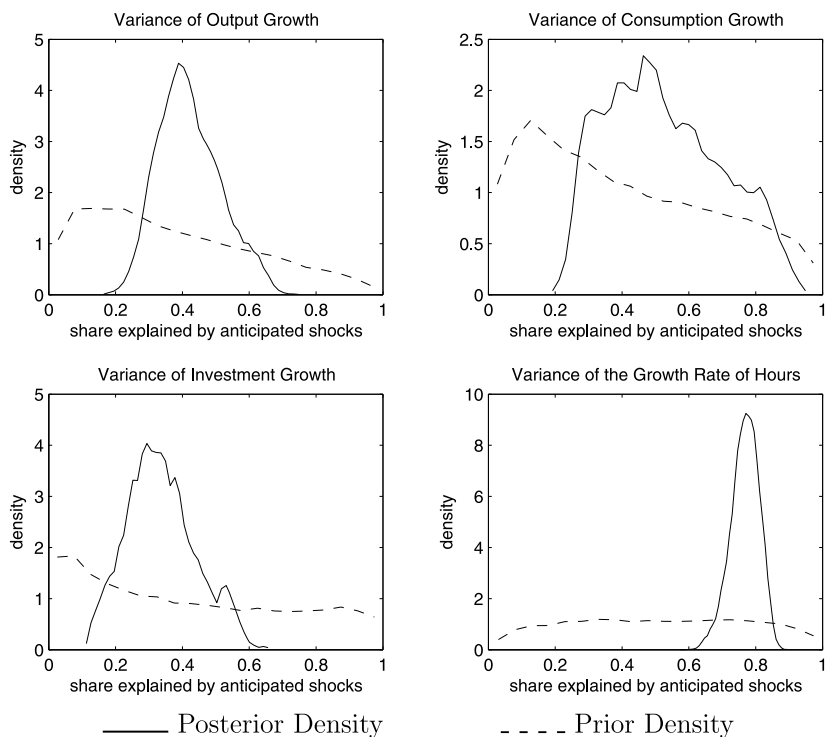 Variance of Output Growth
5
4
3
2
1
0
density
0 0.2 0.4 0.6 0.8 1
share explained by anticipated shocks
Variance of Consumption Growth
2.5
2
1.5
1
0.5
0
density
0 0.2 0.4 0.6 0.8 1
share explained by anticipated shocks
Variance of Investment Growth
5
4
3
2
1
0
density
0 0.2 0.4 0.6 0.8 1
share explained by anticipated shocks
Variance of the Growth Rate of Hours
10
8
6
4
2
0
density
0 0.2 0.4 0.6 0.8 1
share explained by anticipated shocks
Posterior Density
Prior Density